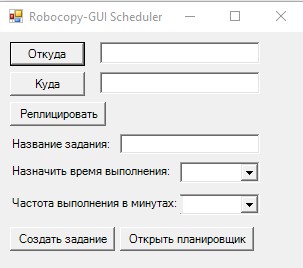 Robocopy-GUI Scheduler
Откуда
Куда
Реплицировать
Название задания:
Назначить время выполнения:
Частота выполнения в минутах:
Создать задание
Открыть планировщик